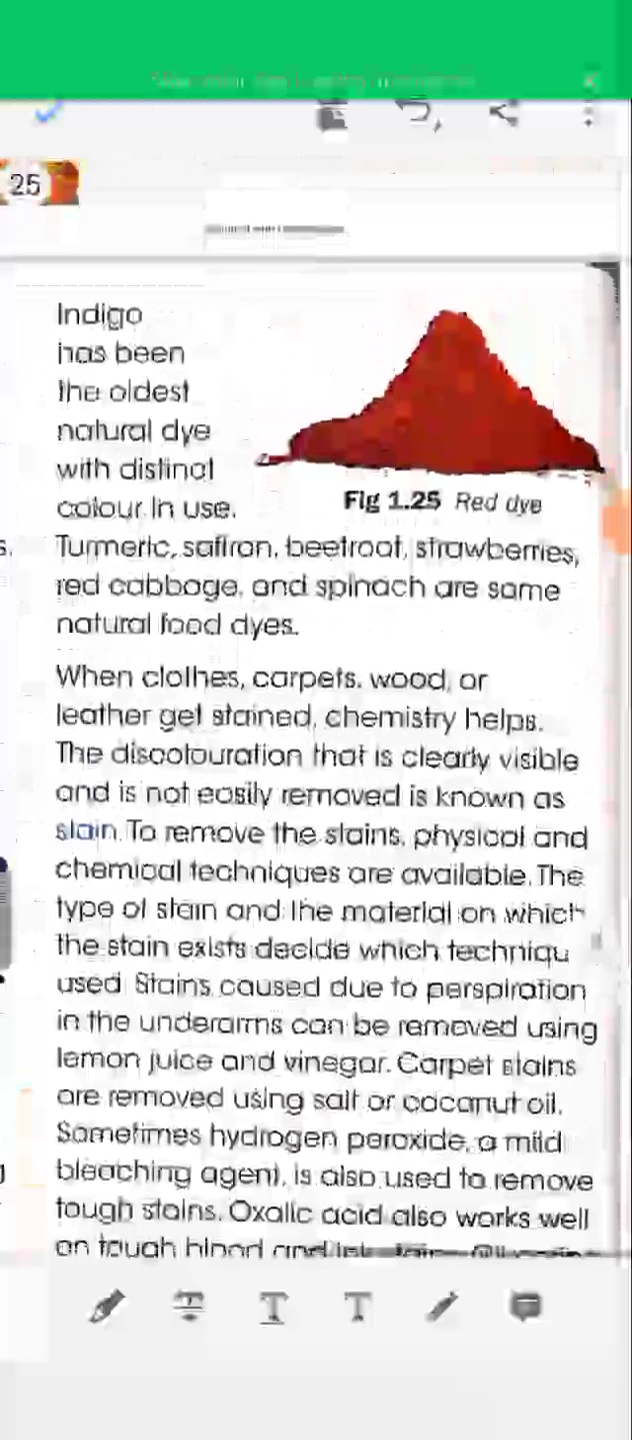 25
Indigo
has been
the oldest
natural dye
with distinct
colour in use.
Fig 1.25 Red dye
s.
Turmeric, saffron, beetroot, strawberries,
red cabbage, and spinach are some
natural food dyes.
When clothes, carpets, wood, or
leather get stained, chemistry helps.
The discolouration that is clearly visible
and is not easily removed is known as
stain. To remove the stains, physical and
chemical techniques are available. The
type of stain and the material on which
the stain exists decide which techniqu
used. Stains caused due to perspiration
in the underarms can be removed using
lemon juice and vinegar. Carpet stains
are removed using salt or coconut oil.
Sometimes hydrogen peroxide, a mild
bleaching agent, is also used to remove
tough stains. Oxalic acid also works well
on tough blood and ink